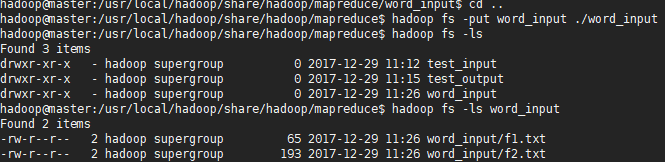 hadoop@master:/usr/local/hadoop/share/hadoop/mapreduce/word_input$ cd ..
hadoop@master:/usr/local/hadoop/share/hadoop/mapreduce$ hadoop fs -put word_input ./word_input
hadoop@master:/usr/local/hadoop/share/hadoop/mapreduce$ hadoop fs -ls
Found 3 items
drwxr-xr-x   - hadoop supergroup          0 2017-12-29 11:12 test_input
drwxr-xr-x   - hadoop supergroup          0 2017-12-29 11:15 test_output
drwxr-xr-x   - hadoop supergroup          0 2017-12-29 11:26 word_input
hadoop@master:/usr/local/hadoop/share/hadoop/mapreduce$ hadoop fs -ls word_input
Found 2 items
-rw-r--r--   2 hadoop supergroup         65 2017-12-29 11:26 word_input/f1.txt
-rw-r--r--   2 hadoop supergroup        193 2017-12-29 11:26 word_input/f2.txt